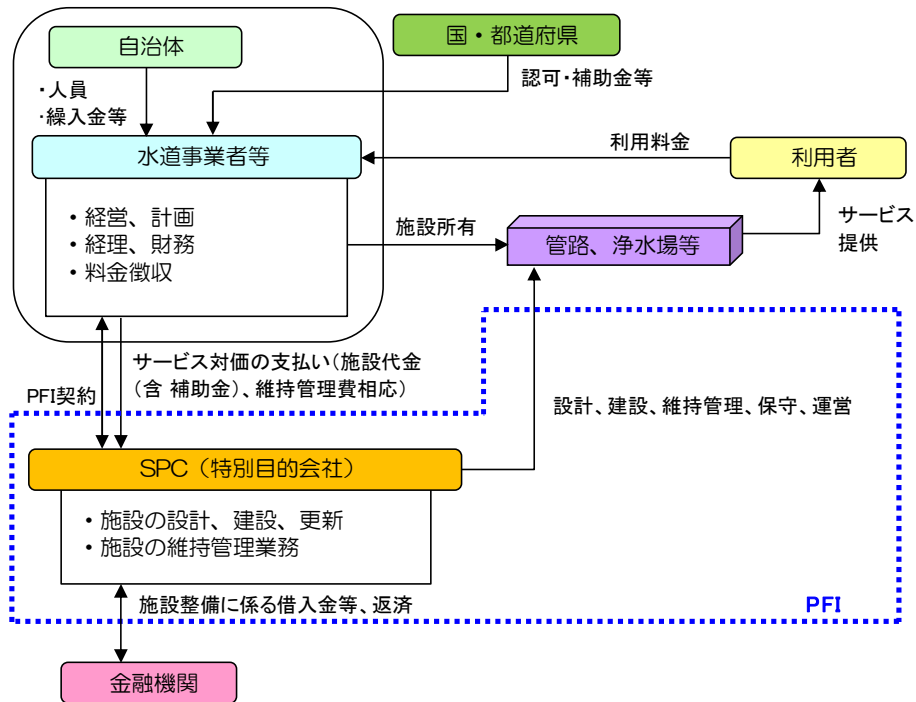 自治体
国・都道府県
・人員
・繰入金等
認可・補助金等
水道事業者等
利用料金
利用者
・経営、計画
・経理、財務
・料金徴収
施設所有
管路、浄水場等
サービス
提供
PFI契約
サービス対価の支払い（施設代金
（含 補助金）、維持管理費相応）
設計、建設、維持管理、保守、運営
SPC（特別目的会社）
・施設の設計、建設、更新
・施設の維持管理業務
施設整備に係る借入金等、返済
PFI
金融機関